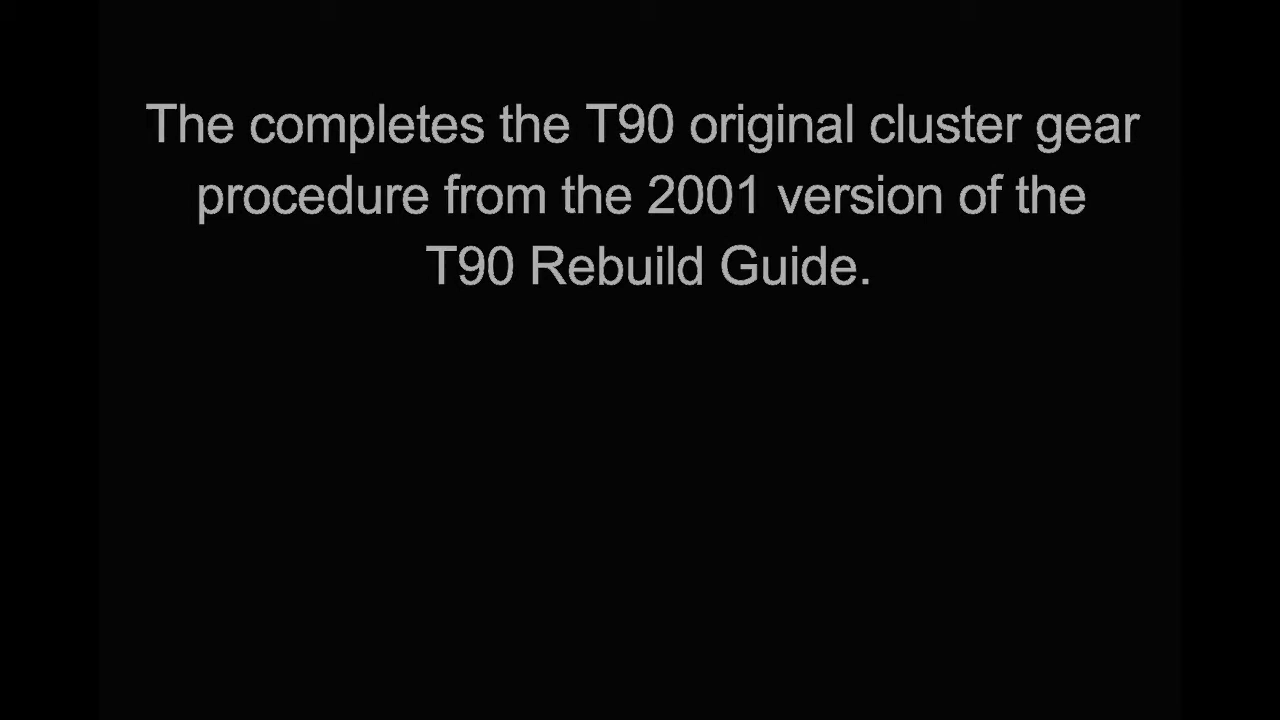 The completes the T90 original cluster gear
procedure from the 2001 version of the
T90 Rebuild Guide.